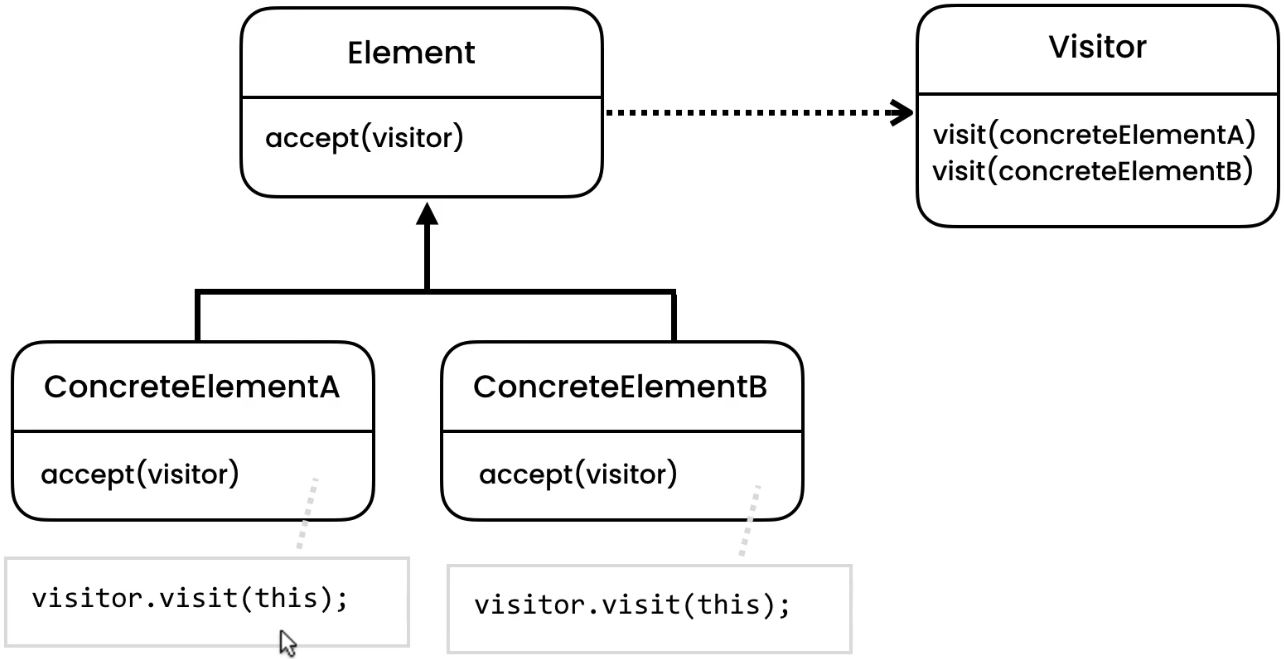 Element
accept(visitor)
Visitor
visit(concreteElementA)
visit(concreteElementB)
ConcreteElementA
accept(visitor)
ConcreteElementB
accept(visitor)
visitor.visit(this);
visitor.visit(this);